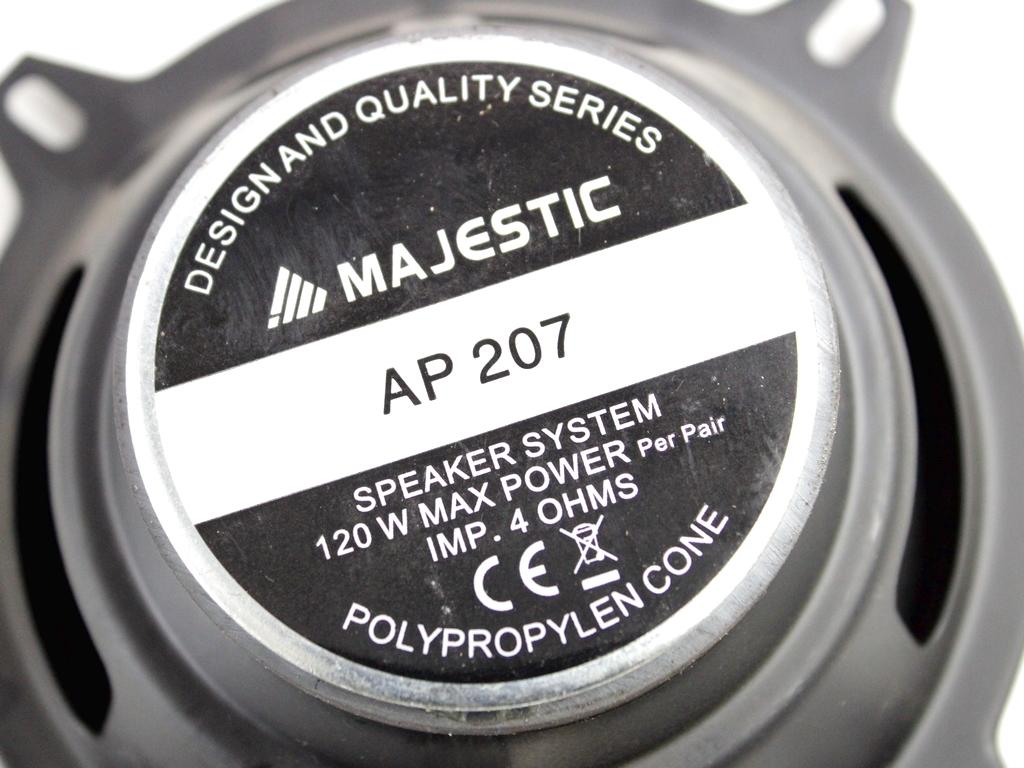 DESIGN AND QUALITY SERIES
MAJESTIC
AP 207
SPEAKER SYSTEM
120 W MAX POWER Per Pair
IMP. 4 OHMS
CE
POLYPROPYLEN CONE